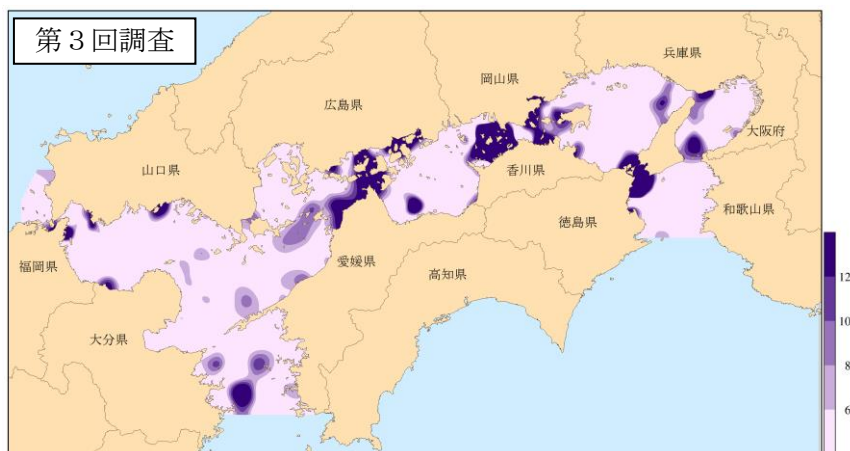 第３回調査
兵庫県
岡山県
広島県
大阪府
山口県
香川県
和歌山県
徳島県
福岡県
愛媛県
高知県
大分県
12
10
8
6